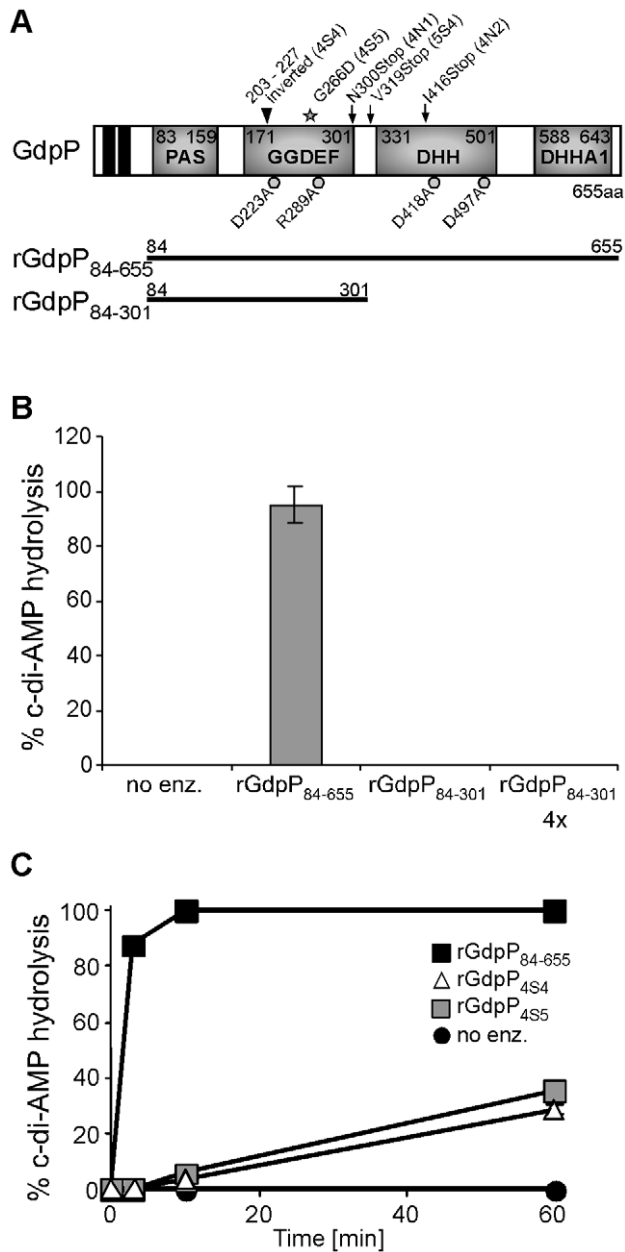 A
203 - 227
inverted (4S4)
G266D (4S5)
N300Stop (4N1)
V319Stop (5S4)
I416Stop (4N2)
GdpP
83 159
PAS
171 301
GGDEF
331 501
DHH
588 643
DHHA1
D223A
R289A
D418A
D497A
655aa
rGdpP84-655
84 655
rGdpP84-301
84 301
B
% c-di-AMP hydrolysis
120
100
80
60
40
20
0
no enz. rGdpP84-655 rGdpP84-301 rGdpP84-301
4x
C
% c-di-AMP hydrolysis
100
80
60
40
20
0
rGdpP84-655
rGdpP4S4
rGdpP4S5
no enz.
0 20 40 60
Time [min]